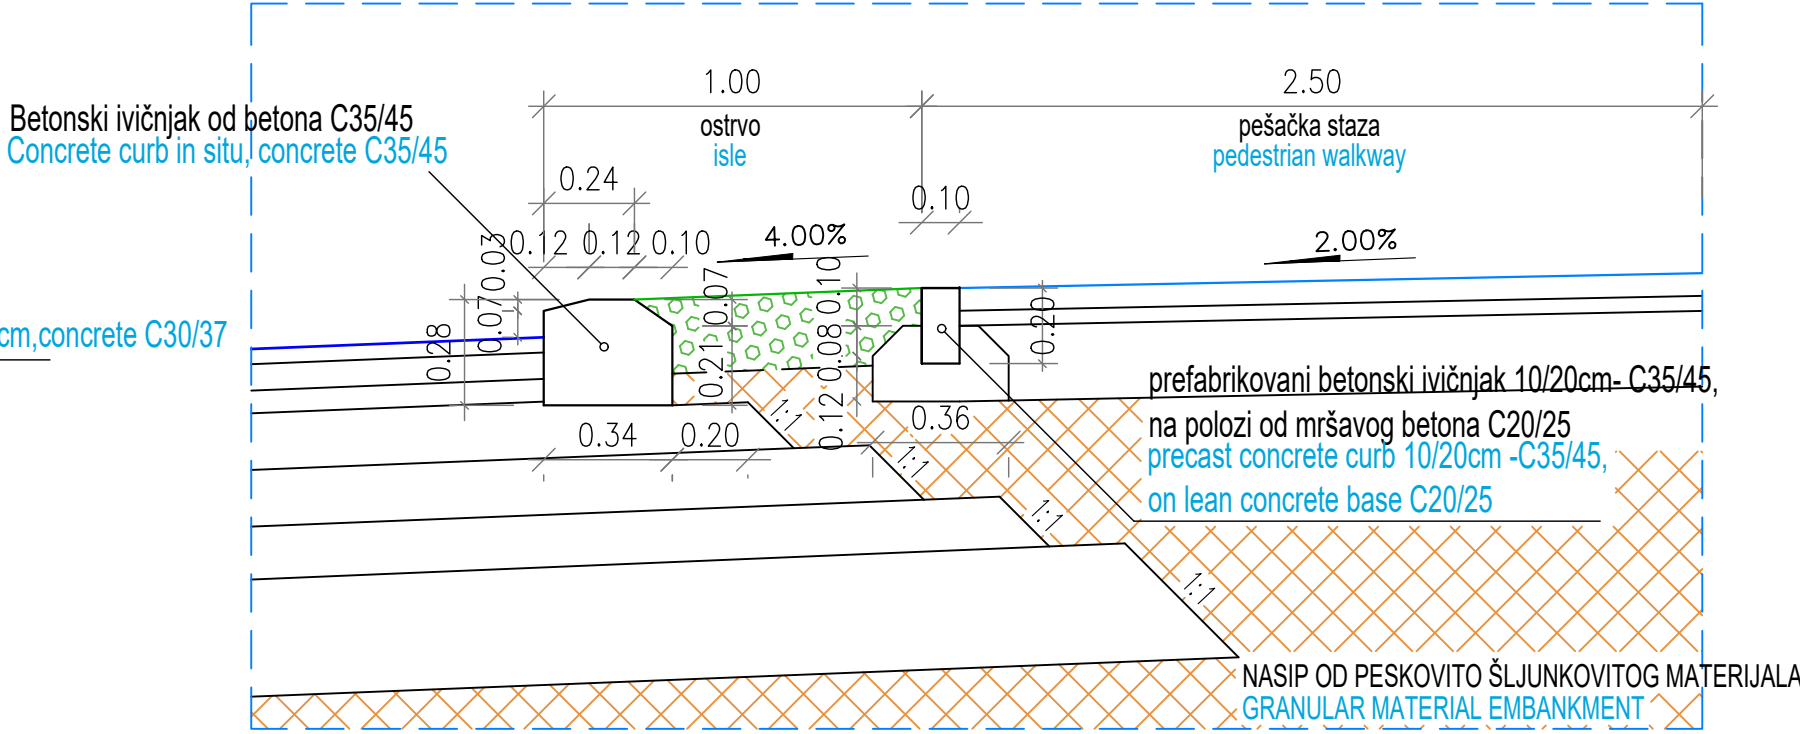 1.00
2.50
Betonski ivičnjak od betona C35/45
Concrete curb in situ, concrete C35/45
ostrvo
isle
pešačka staza
pedestrian walkway
0.24
0.10
0.12
0.12
0.10
4.00%
2.00%
0.03
0.07
0.28
0.07
0.21
0.10
0.08
0.12
0.20
cm,concrete C30/37
0.34
0.20
0.36
1:1
1:1
1:1
1:1
prefabrikovani betonski ivičnjak 10/20cm- C35/45,
na polozi od mršavog betona C20/25
precast concrete curb 10/20cm -C35/45,
on lean concrete base C20/25
NASIP OD PESKOVITO ŠLJUNKOVITOG MATERIJALA
GRANULAR MATERIAL EMBANKMENT